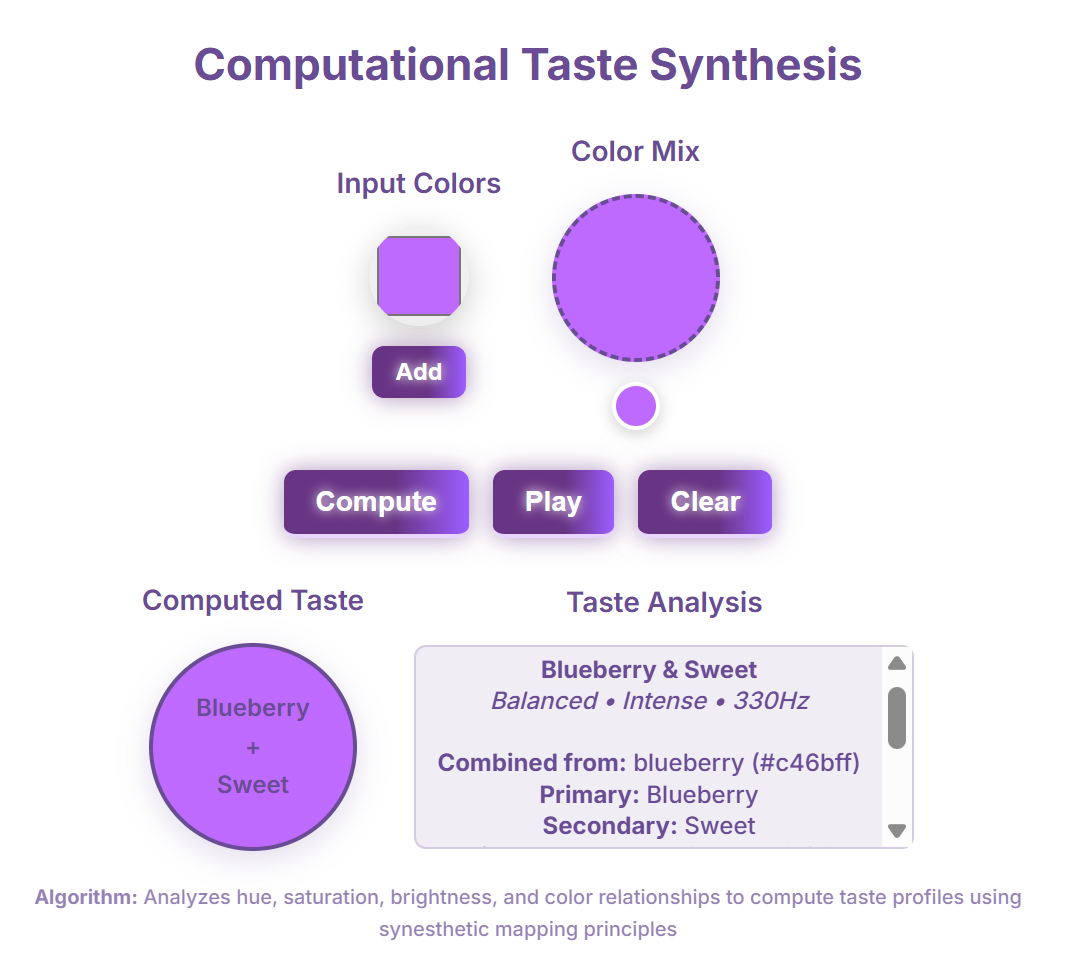 Computational Taste Synthesis
Input Colors
Color Mix
Add
Compute
Play
Clear
Computed Taste
Blueberry
+
Sweet
Taste Analysis
Blueberry & Sweet
Balanced • Intense • 330Hz
Combined from: blueberry (#c46bff)
Primary: Blueberry
Secondary: Sweet
Algorithm: Analyzes hue, saturation, brightness, and color relationships to compute taste profiles using
synesthetic mapping principles